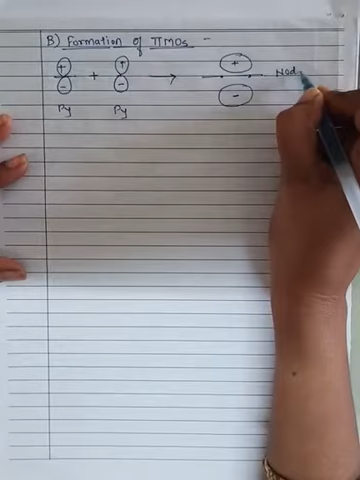 B) Formation of ΠMOs -
+ + + → +
- - -
Py Py
Nod